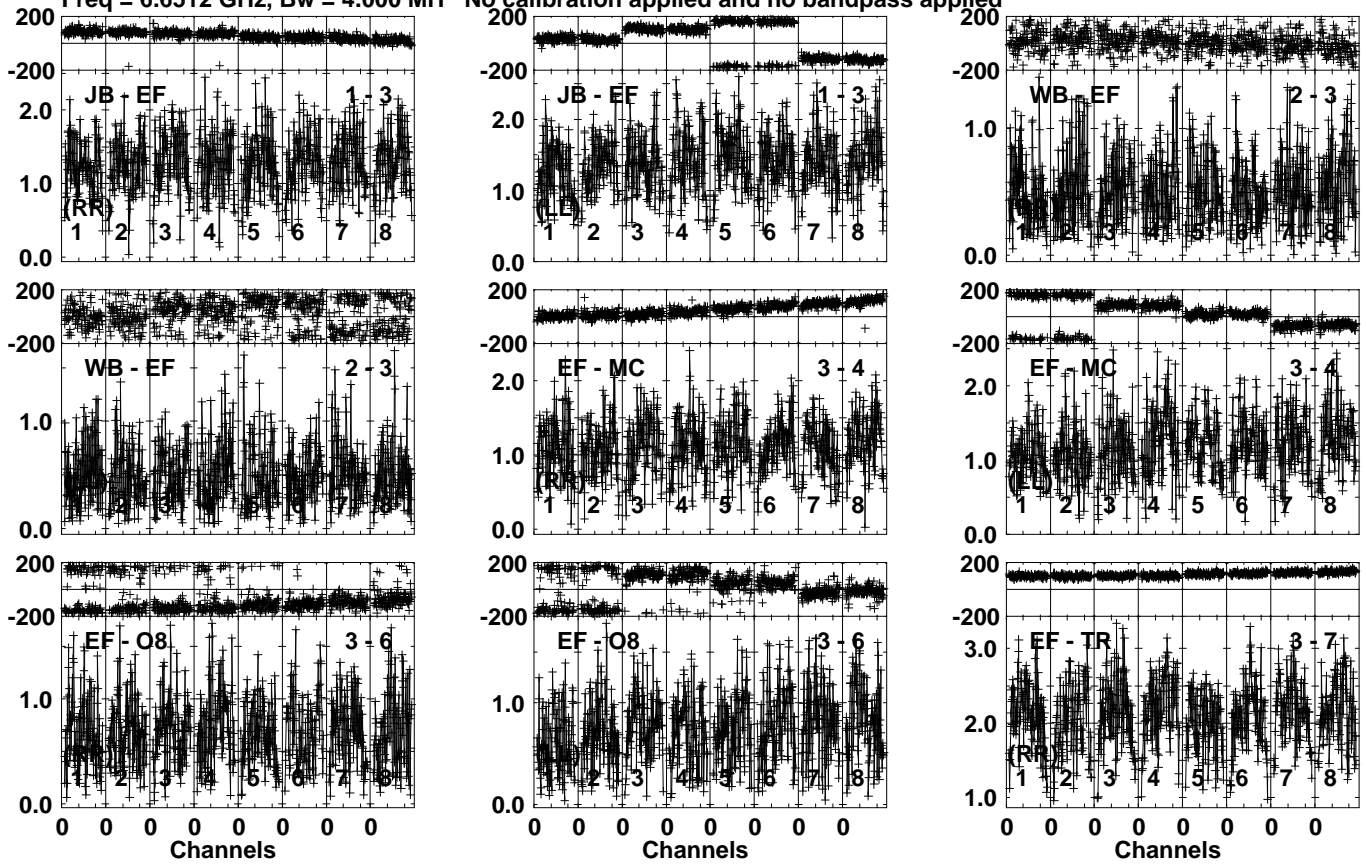 Freq = 6.6512 GHz, Bw = 4.000 MH No calibration applied and no bandpass applied
200
-200
JB - EF 1 - 3
2.0
1.0
(RR)
1 2 3 4 5 6 7 8
0.0
200
-200
JB - EF 1 - 3
2.0
1.0
(LL)
1 2 3 4 5 6 7 8
0.0
200
-200
WB - EF 2 - 3
1.0
1 2 3 4 5 6 7 8
0.0
200
-200
WB - EF 2 - 3
1.0
2 3 4 5 6 7 8
0.0
200
-200
EF - MC 3 - 4
2.0
1.0
(RR)
1 2 3 4 5 6 7 8
0.0
200
-200
EF - MC 3 - 4
2.0
1.0
(LL)
1 2 3 4 5 6 7 8
0.0
200
-200
EF - O8 3 - 6
1.0
(RR)
1 2 3 4 5 6 7 8
0.0
0 0 0 0 0 0 0 0
Channels
200
-200
EF - O8 3 - 6
1.0
1 2 3 4 5 6 7 8
0.0
0 0 0 0 0 0 0 0
Channels
200
-200
EF - TR 3 - 7
3.0
2.0
(RR)
1 2 3 4 5 6 7 8
1.0
0 0 0 0 0 0 0 0
Channels